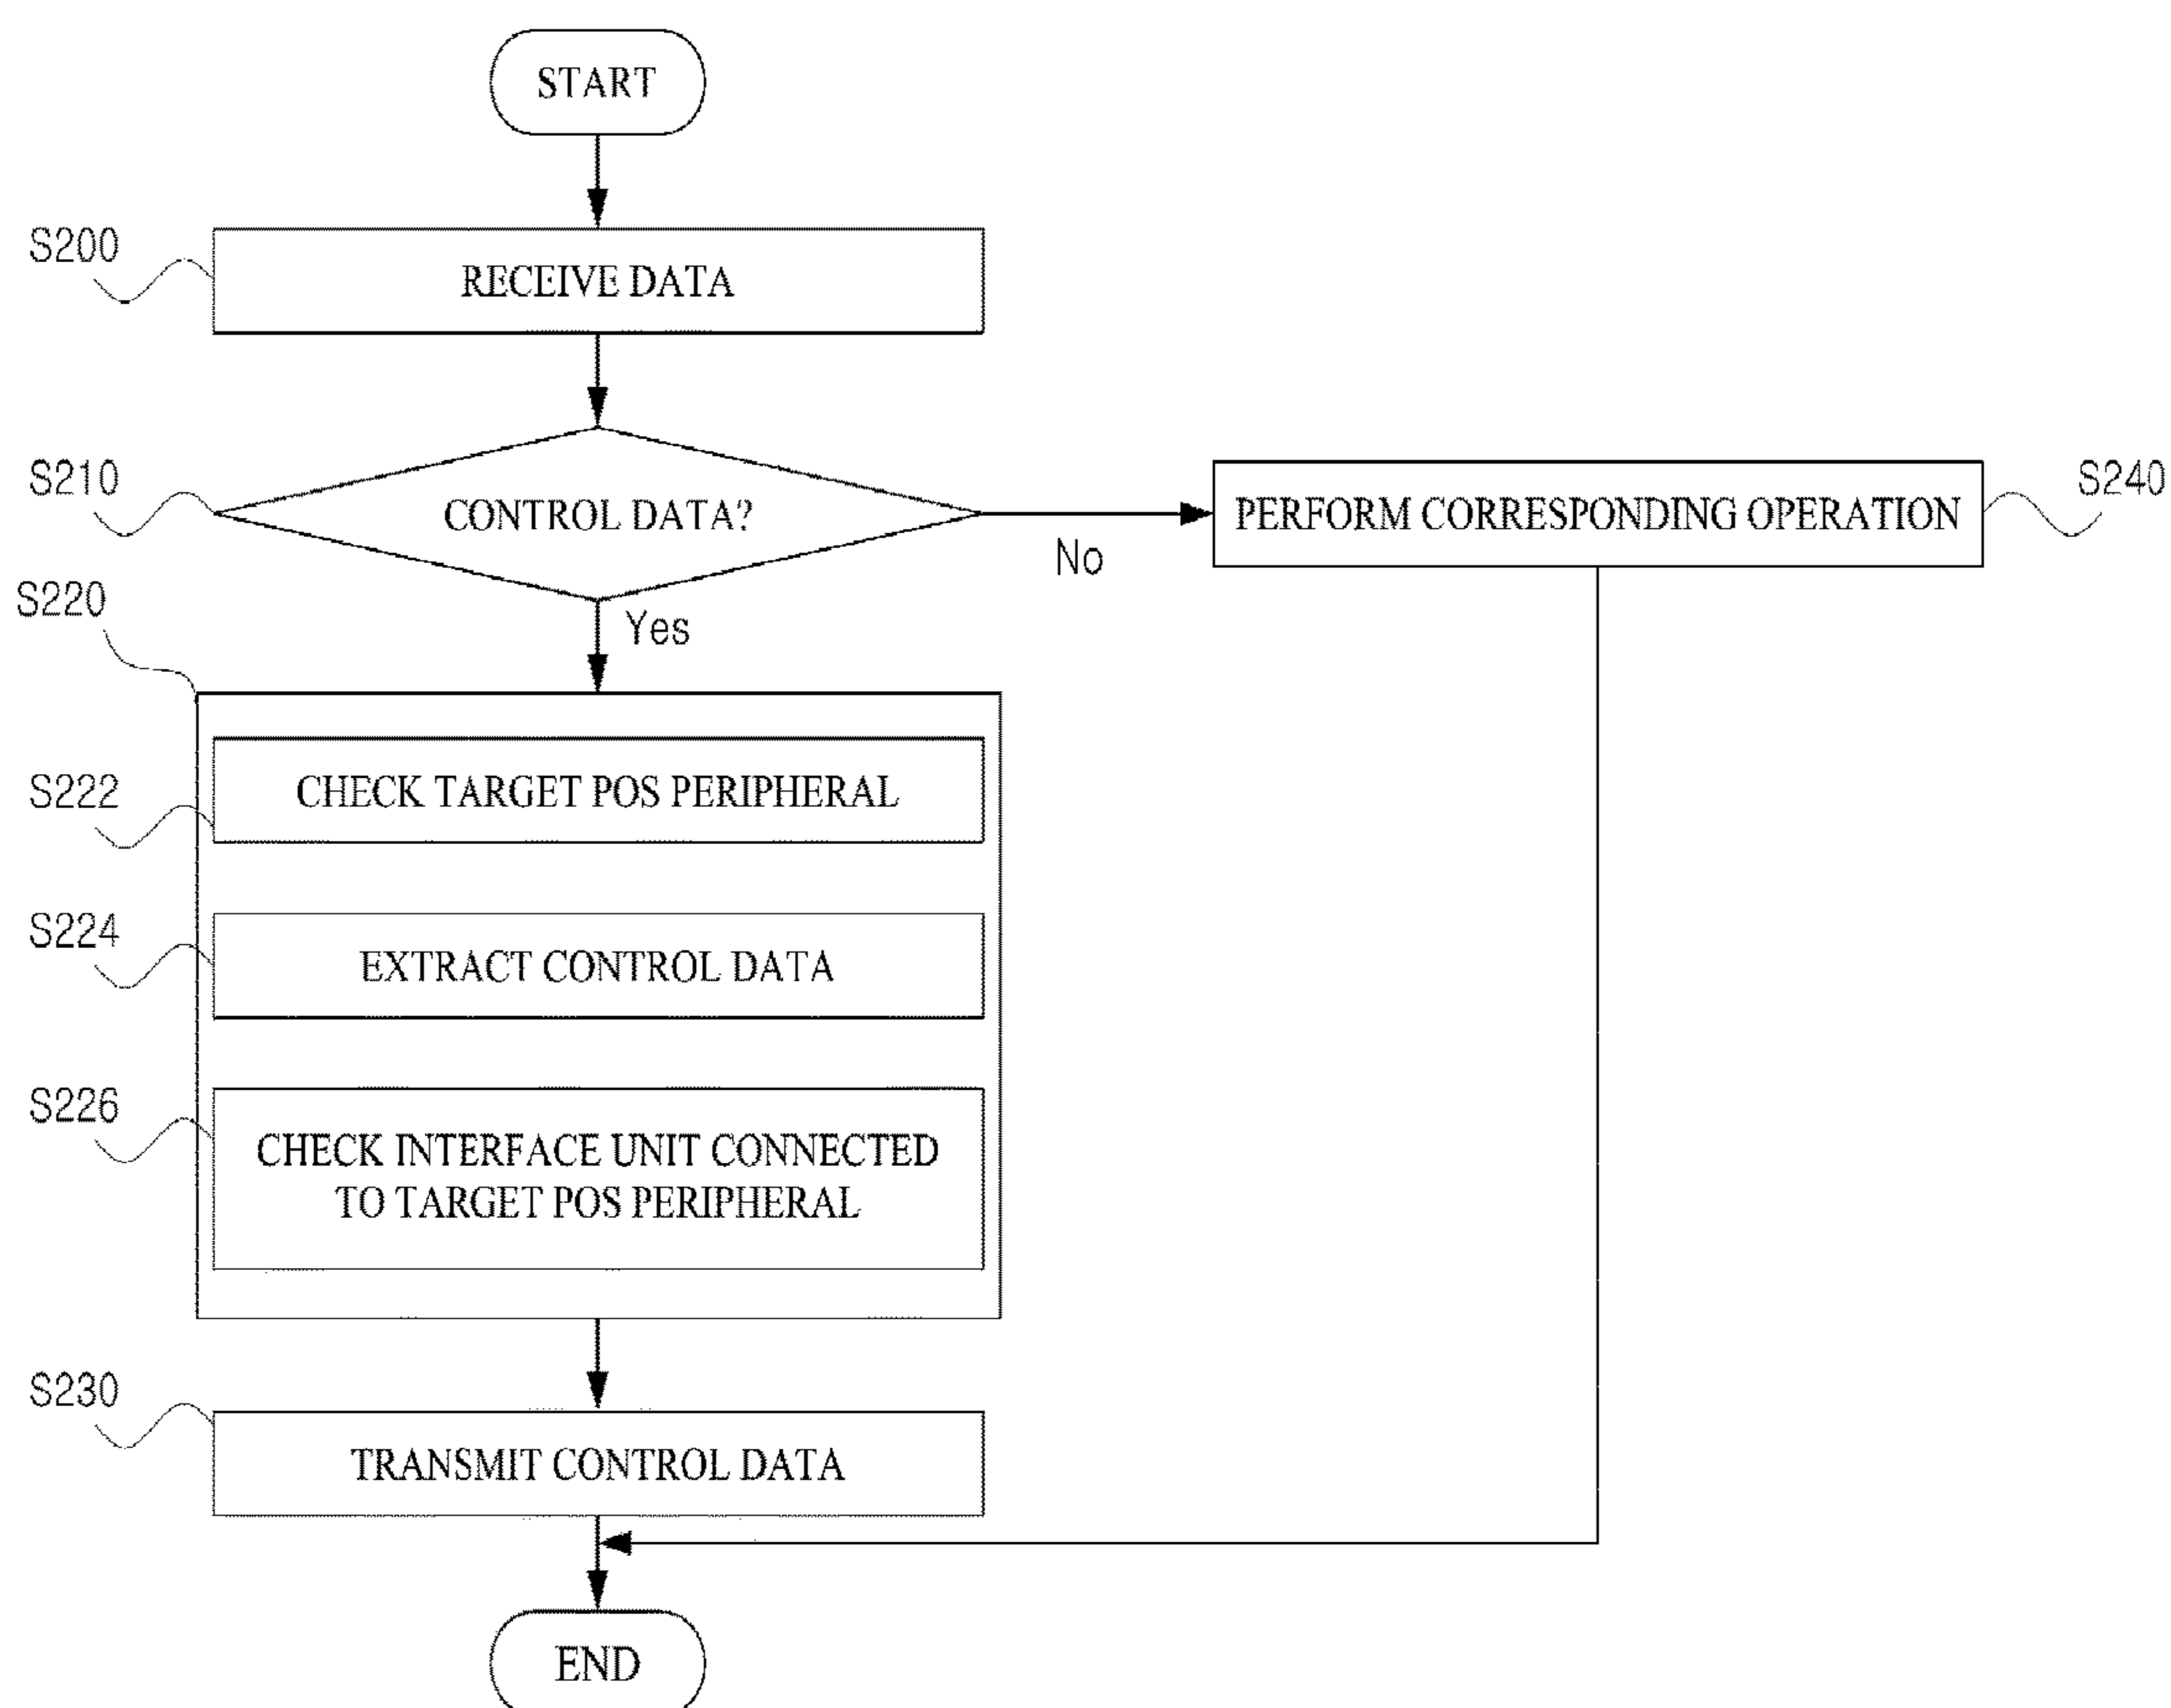 START
S200
RECEIVE DATA
S210
CONTROL DATA?
No
PERFORM CORRESPONDING OPERATION
S240
S220
Yes
S222
CHECK TARGET POS PERIPHERAL
S224
EXTRACT CONTROL DATA
S226
CHECK INTERFACE UNIT CONNECTED
TO TARGET POS PERIPHERAL
S230
TRANSMIT CONTROL DATA
END